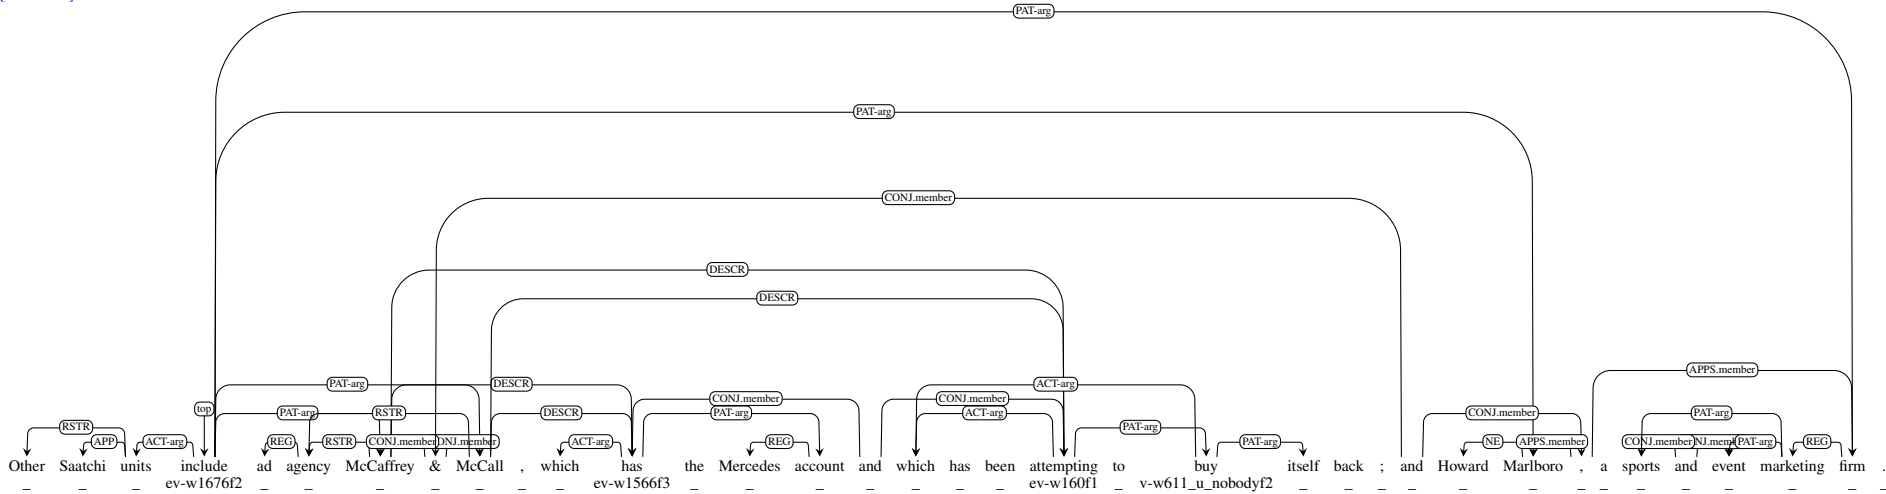 PAT-arg
PAT-arg
CONJ.member
DESCR
DESCR
APPS.member
PAT-arg DESCR ACT-arg
CONJ.member CONJ.member
top PAT-arg RSTR DESCR PAT-arg ACT-arg CONJ.member PAT-arg
RSTR PAT-arg
APP ACT-arg REG RSTR CONJ.member ACT-arg REG PAT-arg NE APPS.member CONJ.member PAT-arg REG
Other Saatchi units include ad agency McCaffrey & McCall , which has the Mercedes account and which has been attempting to buy itself back ; and Howard Marlboro , a sports and event marketing firm .
_ _ _ ev-w1676f2 _ _ _ _ _ _ _ ev-w1566f3 _ _ _ _ _ _ _ ev-w160f1 _ v-w611_u_nobodyf2 _ _ _ _ _ _ _ _ _ _ _ _ _ _